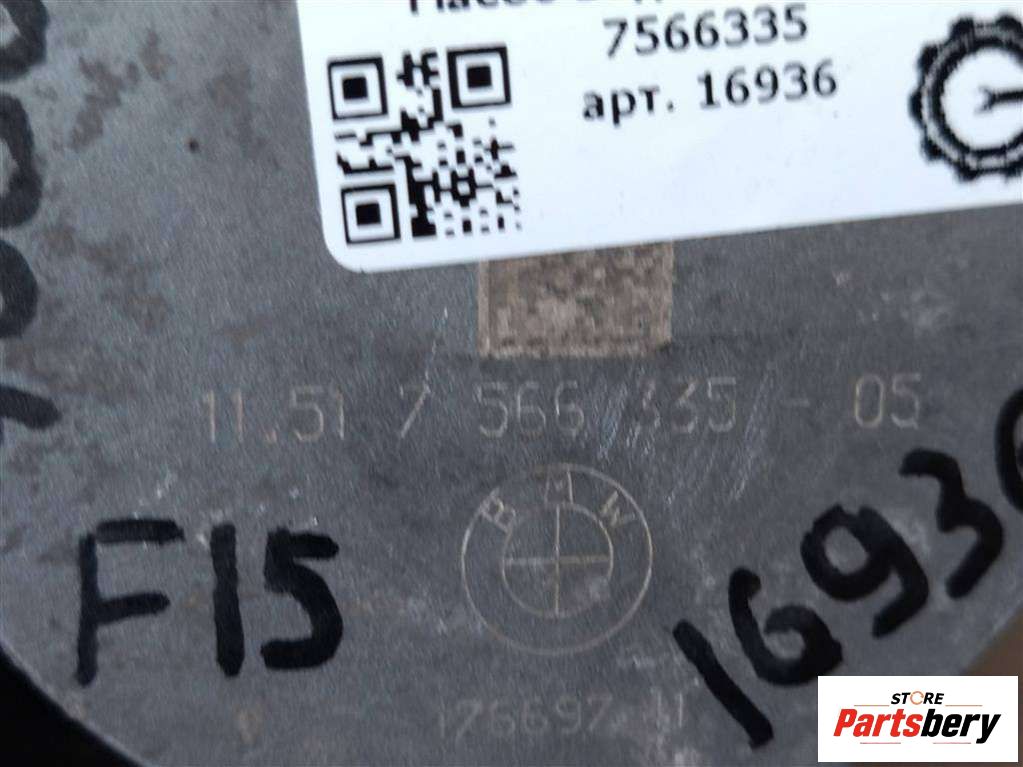 7566335
арт. 16936
11.51 7 566 335 - 05
BMW
F15
1693
STORE
Partsbery